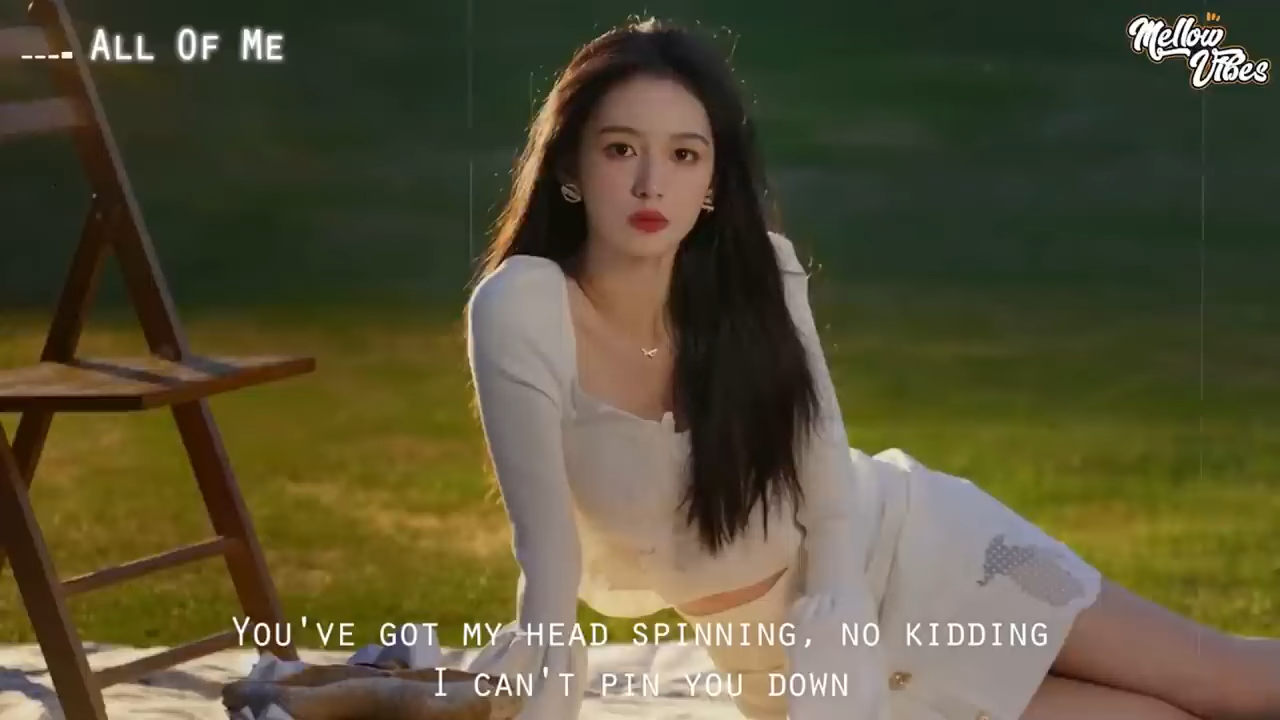 All Of Me
Mellow
Vibes
You've got my head spinning, no kidding
I can't pin you down